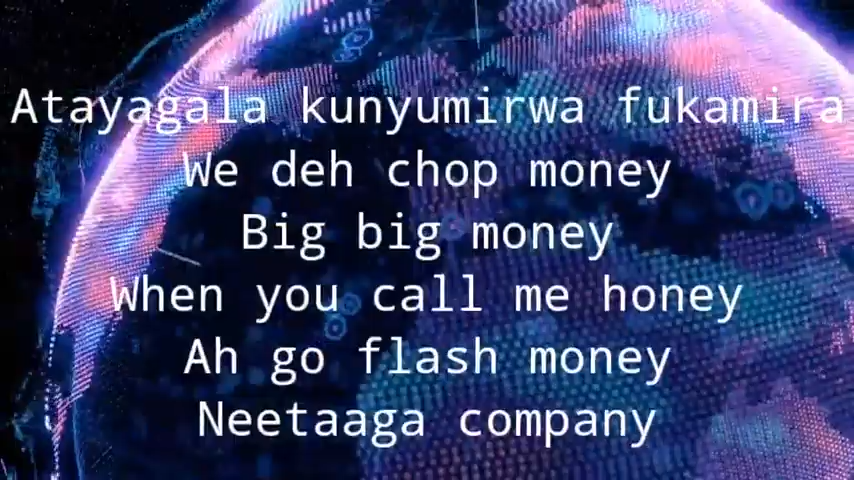 Atayagala kunyumirwa fukamira
We deh chop money
Big big money
When you call me honey
Ah go flash money
Neetaaga company